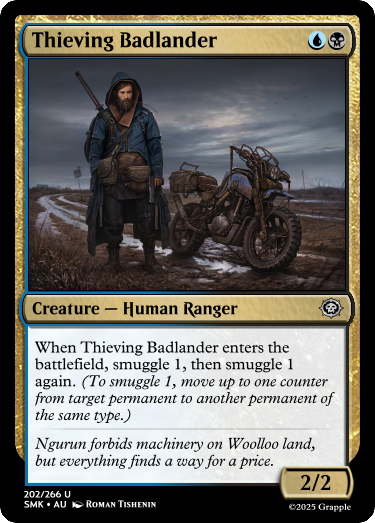 Thieving Badlander
Creature — Human Ranger
When Thieving Badlander enters the
battlefield, smuggle 1, then smuggle 1
again. (To smuggle 1, move up to one counter
from target permanent to another permanent of
the same type.)
Ngurun forbids machinery on Woolloo land,
but everything finds a way for a price.
2/2
202/266 U
SMK • AU Roman Tishenin
©2025 Grapple